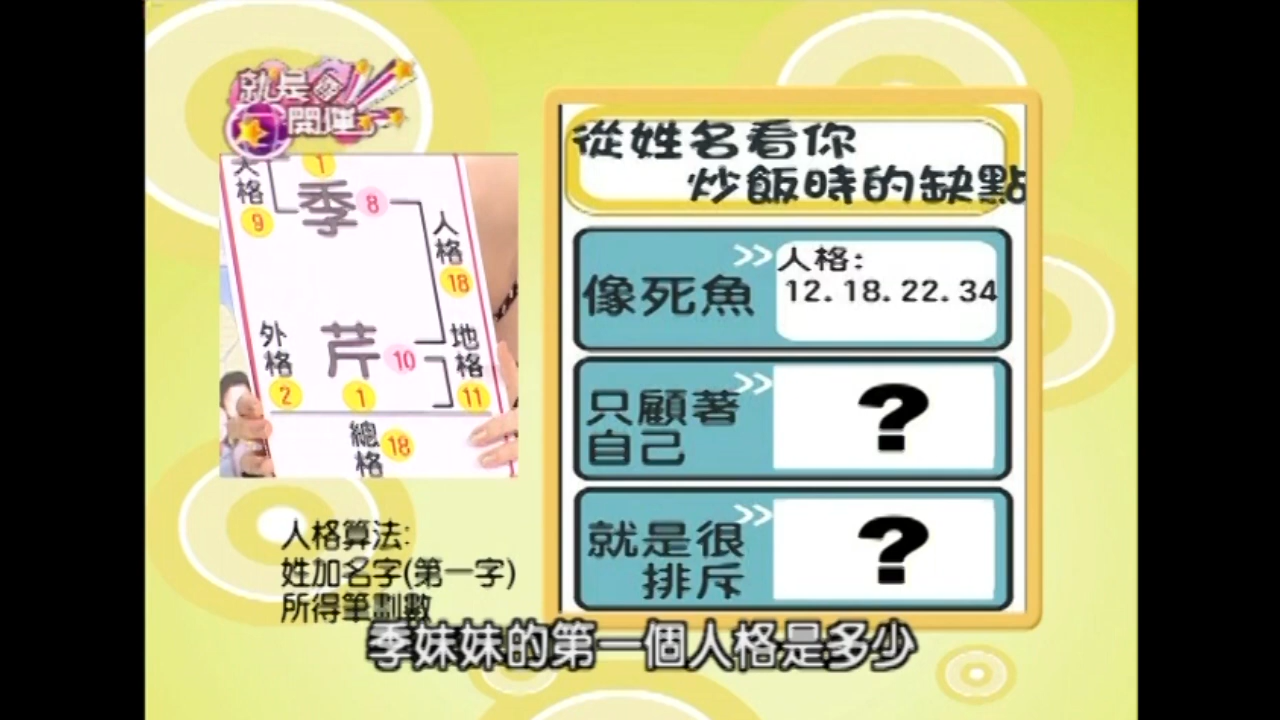 就是命
開運
天格
9
1
季 8
人格
18
外格
2
芹 10
1
地格
11
總格 18
人格算法:
姓加名字(第一字)
所得筆劃數
從姓名看你
炒飯時的缺點
像死魚
>> 人格:
12.18.22.34
只顧著
自己
>> ?
就是很
排斥
>> ?
季妹妹的第一個人格是多少